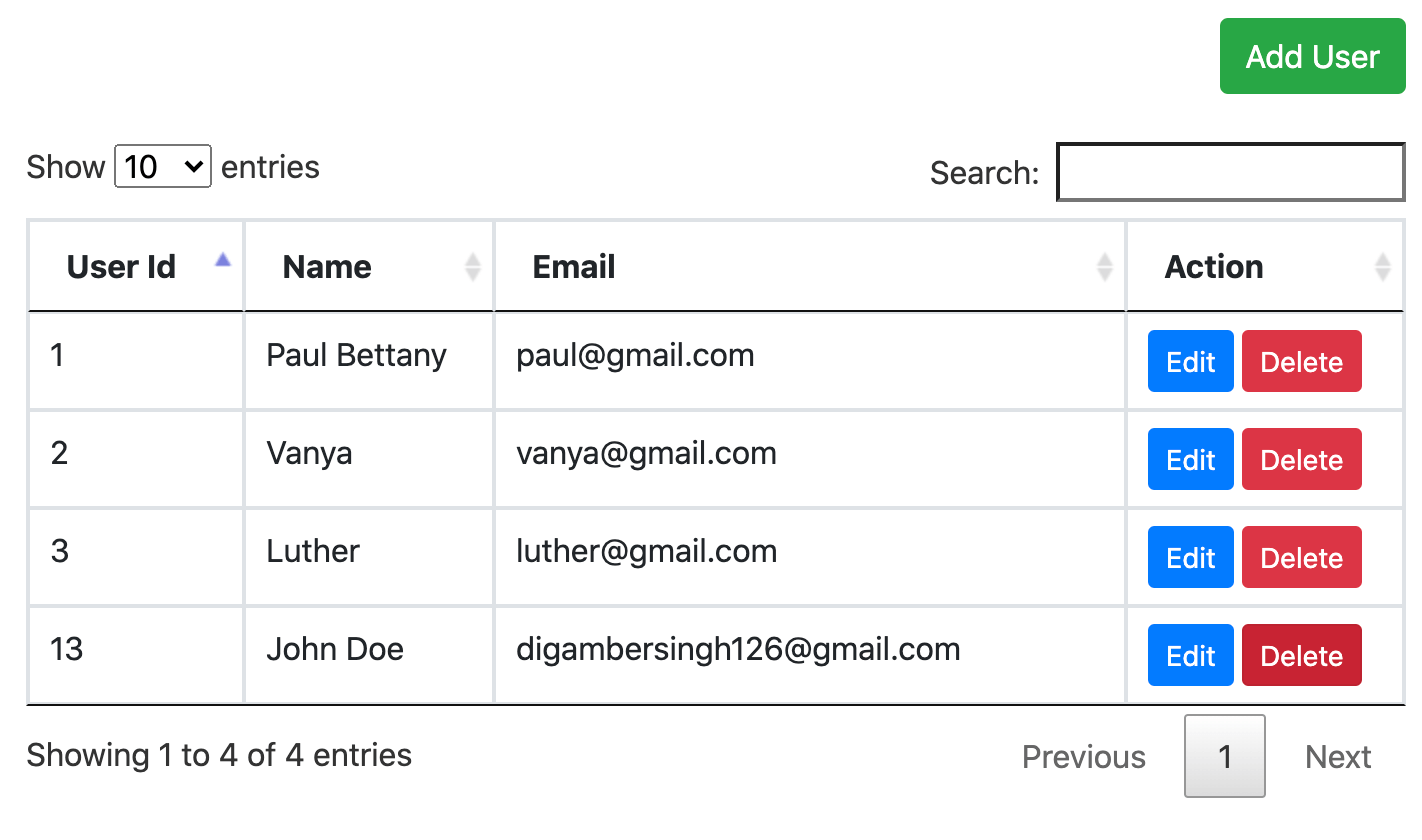 Add User
Show 10 entries
Search:
User Id Name Email Action
1 Paul Bettany paul@gmail.com Edit Delete
2 Vanya vanya@gmail.com Edit Delete
3 Luther luther@gmail.com Edit Delete
13 John Doe digambersingh126@gmail.com Edit Delete
Showing 1 to 4 of 4 entries
Previous 1 Next